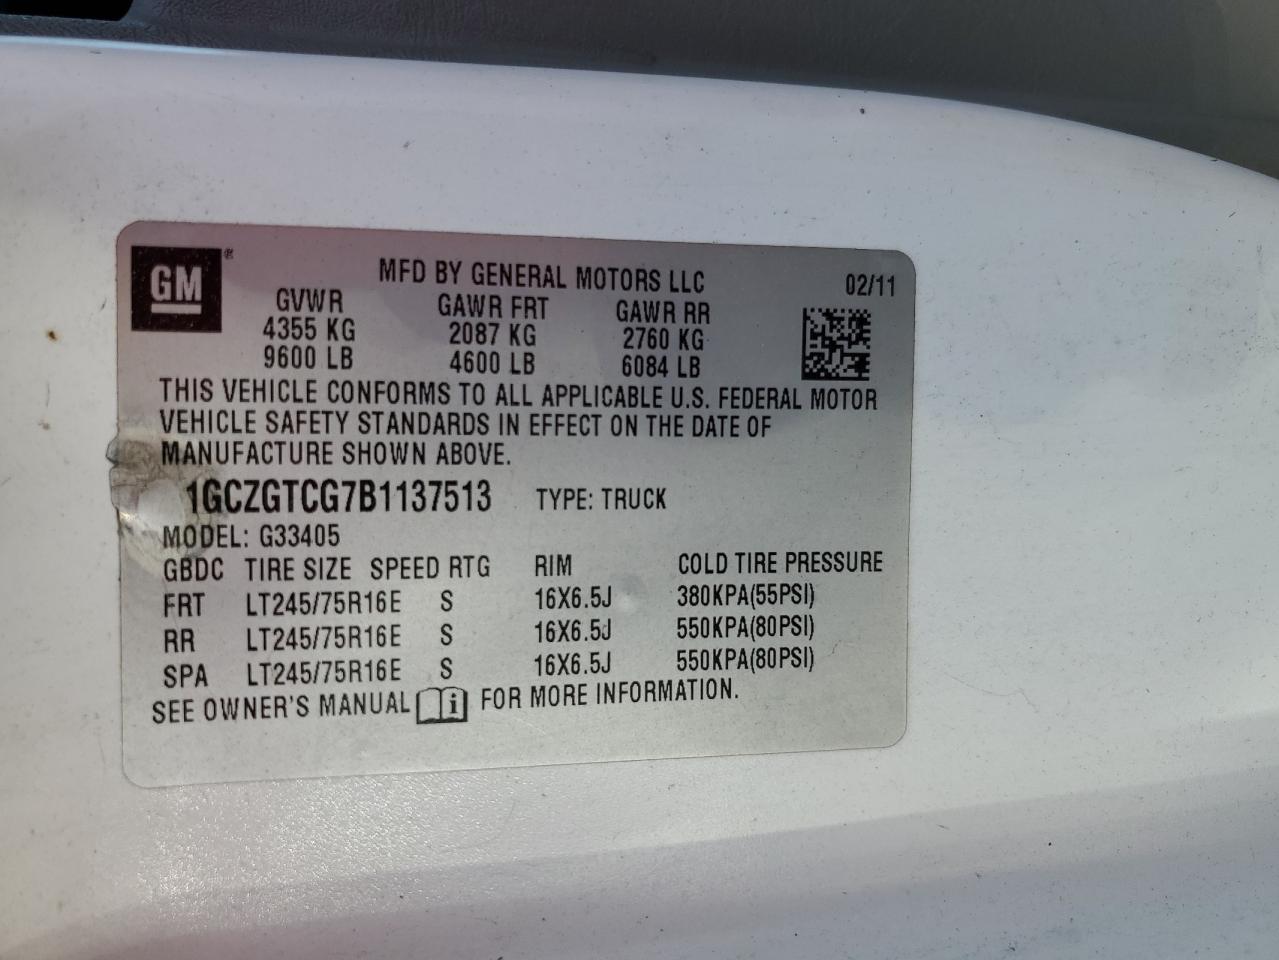 GM®
MFD BY GENERAL MOTORS LLC 02/11
GVWR GAWR FRT GAWR RR
4355 KG 2087 KG 2760 KG
9600 LB 4600 LB 6084 LB
THIS VEHICLE CONFORMS TO ALL APPLICABLE U.S. FEDERAL MOTOR
VEHICLE SAFETY STANDARDS IN EFFECT ON THE DATE OF
MANUFACTURE SHOWN ABOVE.
1GCZGTCG7B1137513 TYPE: TRUCK
MODEL: G33405
GBDC TIRE SIZE SPEED RTG RIM COLD TIRE PRESSURE
FRT LT245/75R16E S 16X6.5J 380KPA(55PSI)
RR LT245/75R16E S 16X6.5J 550KPA(80PSI)
SPA LT245/75R16E S 16X6.5J 550KPA(80PSI)
SEE OWNER'S MANUAL i FOR MORE INFORMATION.